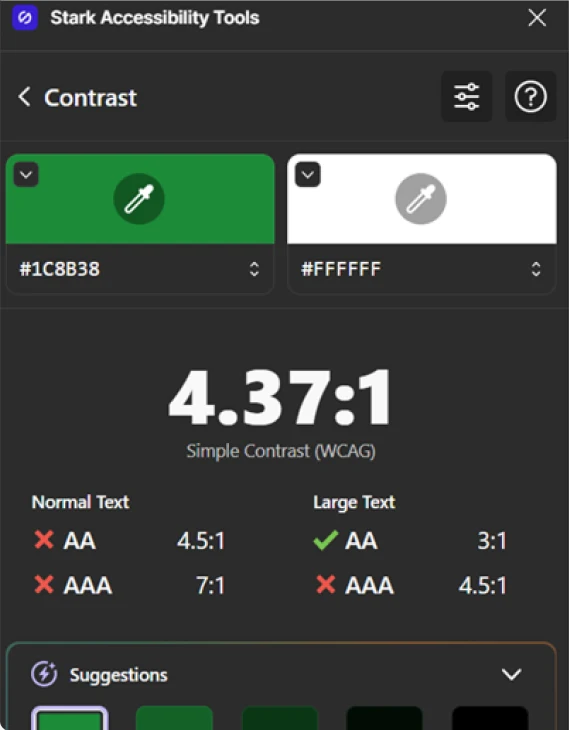 Stark Accessibility Tools
Contrast
#1C8B38 #FFFFFF
4.37:1
Simple Contrast (WCAG)
Normal Text Large Text
AA 4.5:1 AA 3:1
AAA 7:1 AAA 4.5:1
Suggestions